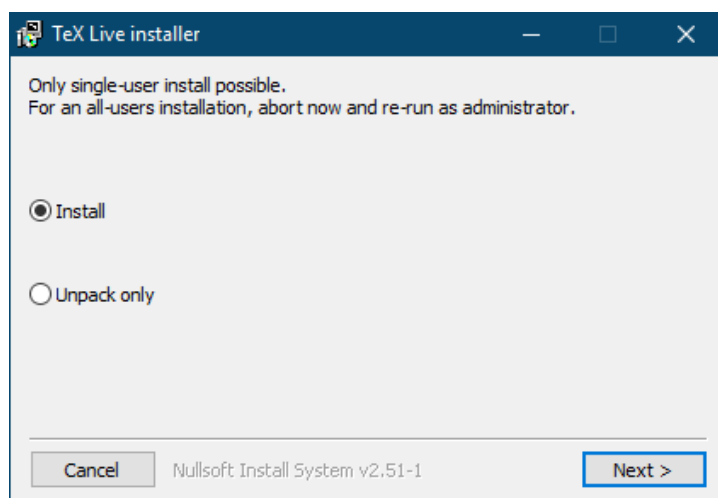 TeX Live installer
Only single-user install possible.
For an all-users installation, abort now and re-run as administrator.
Install
Unpack only
Cancel
Nullsoft Install System v2.51-1
Next >